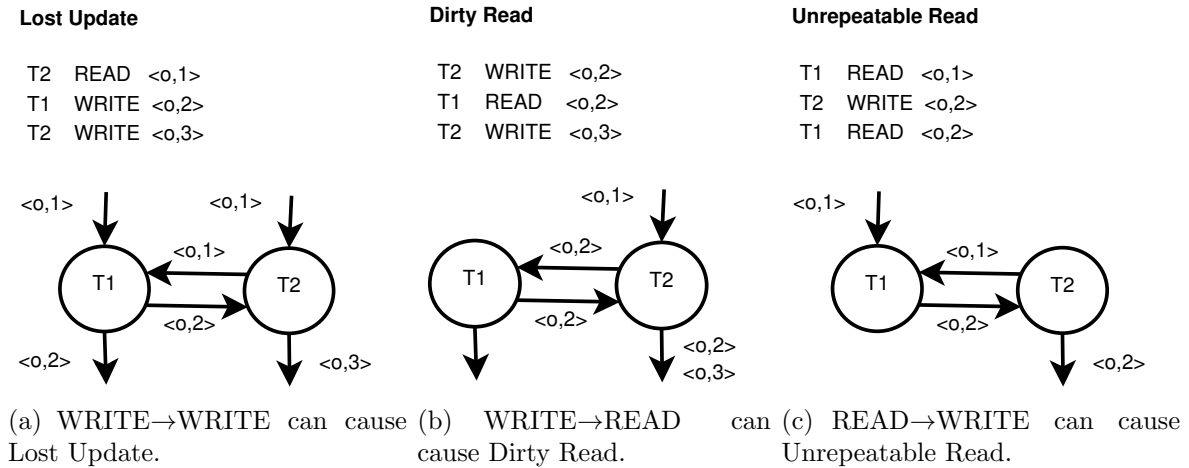 Lost Update
T2 READ <o,1>
T1 WRITE <o,2>
T2 WRITE <o,3>
<o,1> <o,1>
<o,1>
T1 T2
<o,2>
<o,2> <o,3>
(a) WRITE→WRITE can cause
Lost Update.
Dirty Read
T2 WRITE <o,2>
T1 READ <o,2>
T2 WRITE <o,3>
<o,1>
<o,2>
T1 T2
<o,2>
<o,2>
<o,3>
(b) WRITE→READ can
cause Dirty Read.
Unrepeatable Read
T1 READ <o,1>
T2 WRITE <o,2>
T1 READ <o,2>
<o,1>
<o,1>
T1 T2
<o,2>
<o,2>
(c) READ→WRITE can cause
Unrepeatable Read.